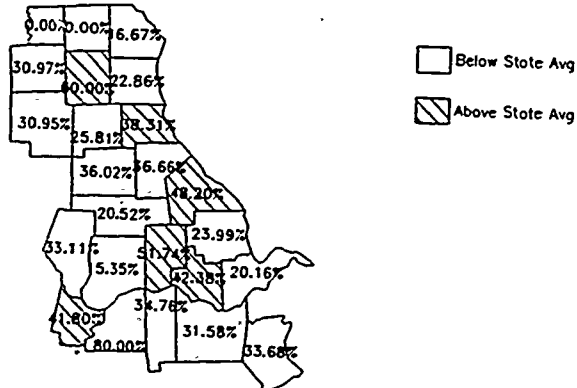 0.00% 0.00% 16.67%
Below State Avg
30.97% 60.00% 22.86%
Above State Avg
30.95% 25.81% 38.31%
36.02% 36.66%
48.20%
20.52%
23.99%
33.11% 51.74%
5.35% 42.38% 20.16%
41.80% 34.76%
31.58%
80.00% 33.68%